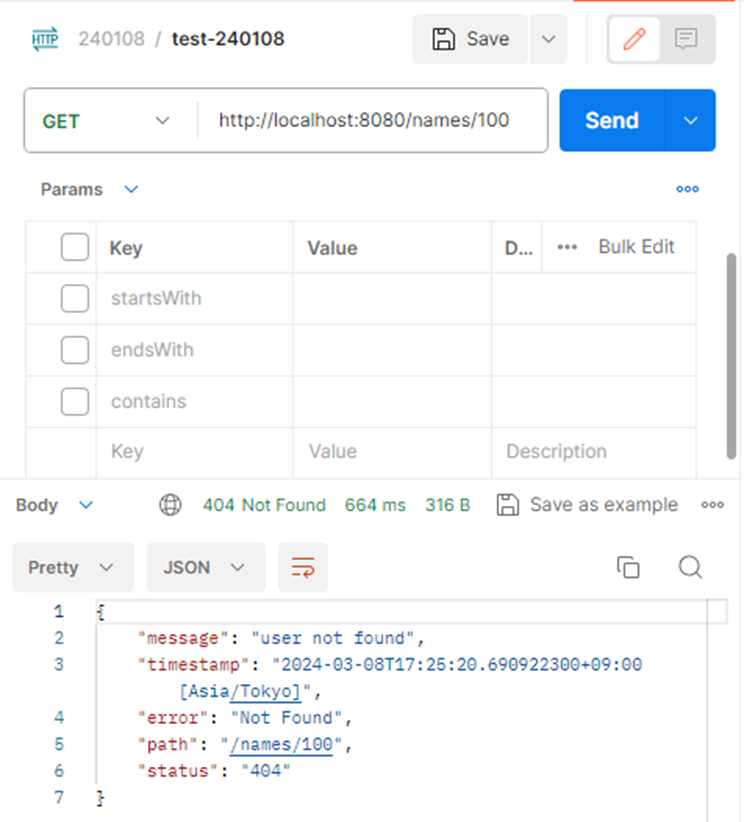 HTTP 240108 / test-240108 Save
GET http://localhost:8080/names/100 Send
Params
Key Value D... Bulk Edit
startsWith
endsWith
contains
Key Value Description
Body 404 Not Found 664 ms 316 B Save as example
Pretty JSON
1 {
2 "message": "user not found",
3 "timestamp": "2024-03-08T17:25:20.690922300+09:00
[Asia/Tokyo]",
4 "error": "Not Found",
5 "path": "/names/100",
6 "status": "404"
7 }